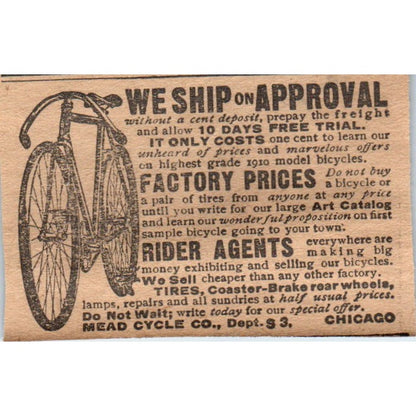 WE SHIP ON APPROVAL
without a cent deposit, prepay the freight
and allow 10 DAYS FREE TRIAL.
IT ONLY COSTS one cent to learn our
unheard of prices and marvelous offers
on highest grade 1910 model bicycles.
FACTORY PRICES Do not buy
a bicycle or
a pair of tires from anyone at any price
until you write for our large Art Catalog
and learn our wonderful proposition on first
sample bicycle going to your town.
RIDER AGENTS everywhere are
making big
money exhibiting and selling our bicycles.
We Sell cheaper than any other factory.
TIRES, Coaster-Brake rear wheels,
lamps, repairs and all sundries at half usual prices.
Do Not Wait; write today for our special offer.
MEAD CYCLE CO., Dept. S 3, CHICAGO